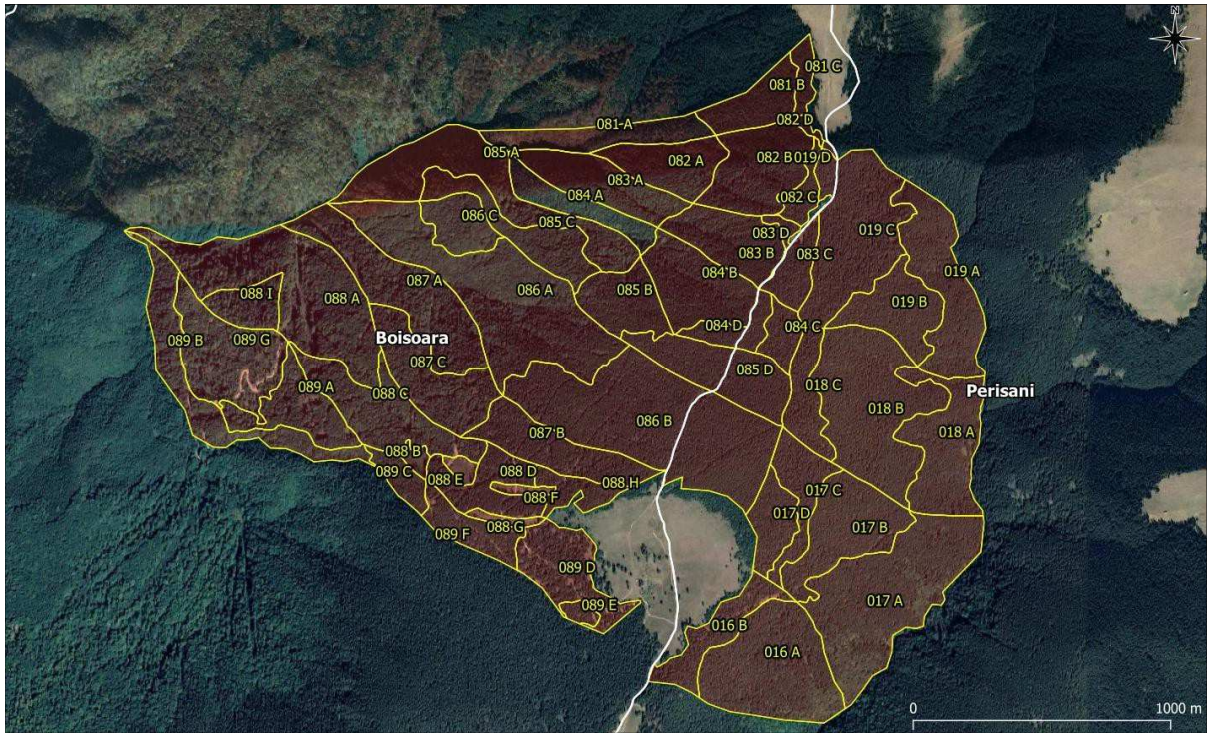 N
081 C
081 B
081 A
082 D
085 A
082 A
082 B
019 D
083 A
084 A
082 C
086 C
085 C
083 D
019 C
083 B
083 C
084 B
019 A
087 A
086 A
085 B
088 I
088 A
019 B
084 D
084 C
089 B
089 G
Boisoara
087 C
085 D
089 A
088 C
018 C
Perisani
018 B
086 B
087 B
018 A
088 B
089 C
088 E
088 D
088 H
088 F
017 C
017 D
017 B
088 G
089 F
089 D
089 E
017 A
016 B
016 A
0
1000 m